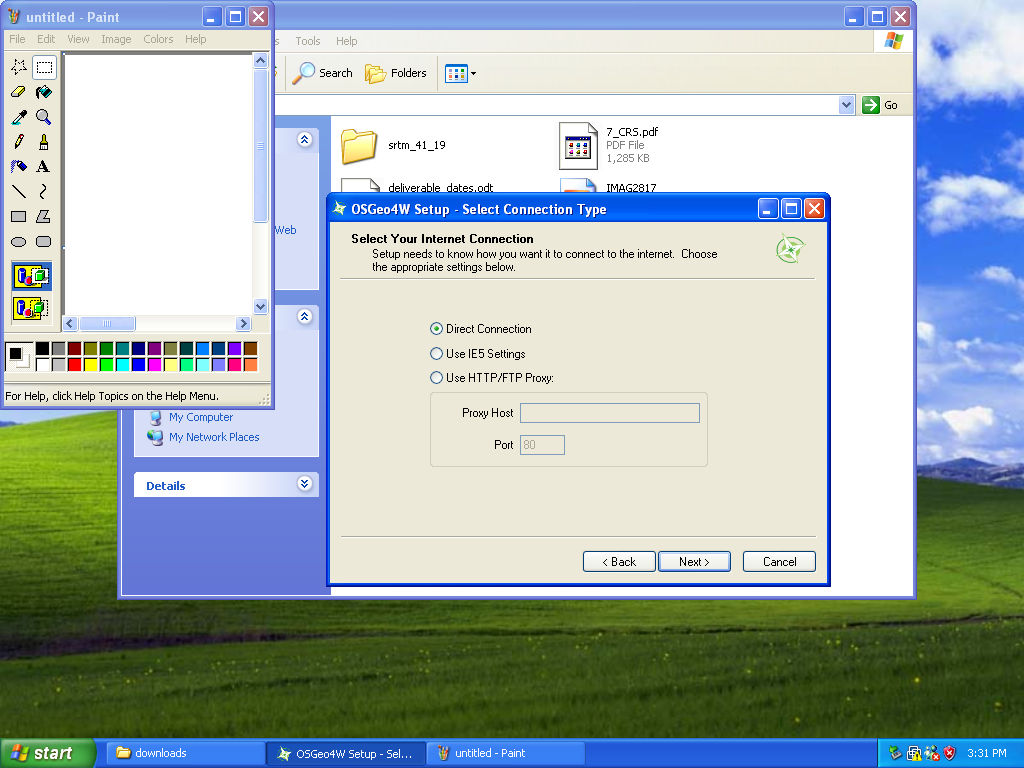 untitled - Paint
File Edit View Image Colors Help
For Help, click Help Topics on the Help Menu.
Tools Help
Search Folders
Go
srtm_41_19
7_CRS.pdf
PDF File
1,285 KB
deliverable_dates.odt
IMAG2817
Web
My Computer
My Network Places
Details
OSGeo4W Setup - Select Connection Type
Select Your Internet Connection
Setup needs to know how you want it to connect to the internet. Choose
the appropriate settings below.
Direct Connection
Use IE5 Settings
Use HTTP/FTP Proxy:
Proxy Host
Port 80
< Back Next > Cancel
start downloads OSGeo4W Setup - Sel... untitled - Paint 3:31 PM